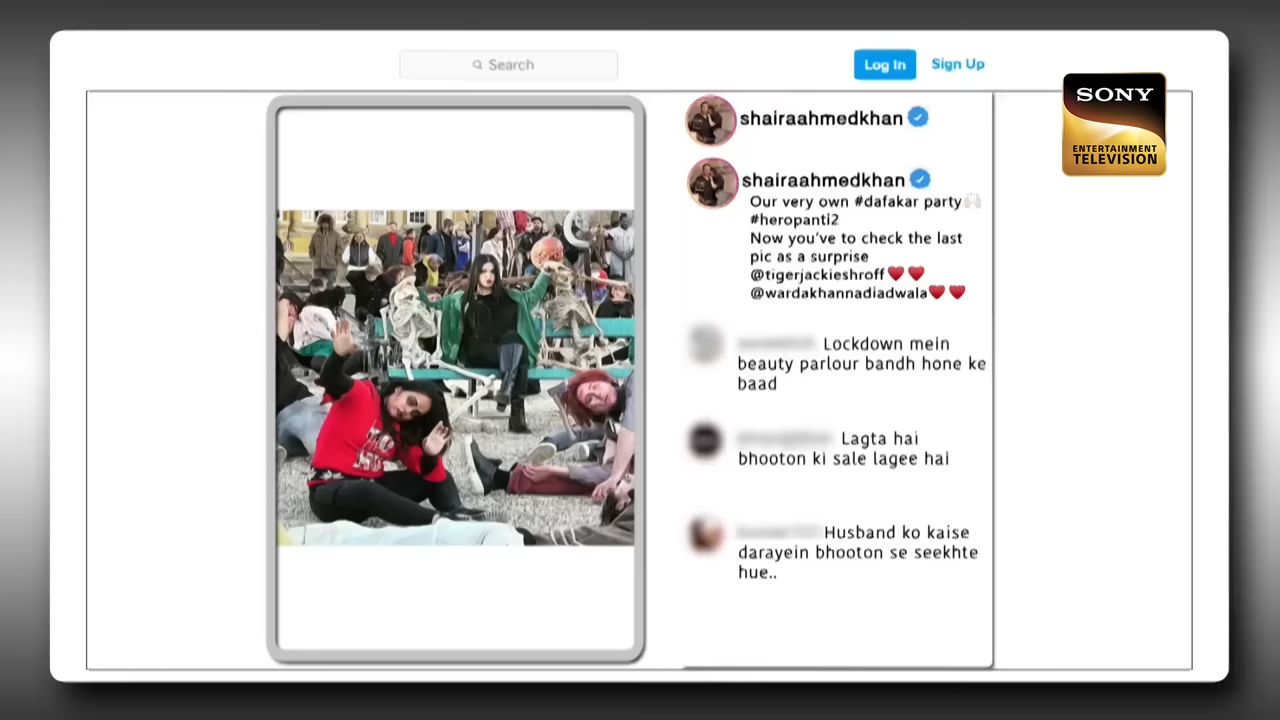 Search
Log In
Sign Up
SONY
ENTERTAINMENT
TELEVISION
shairaahmedkhan
shairaahmedkhan
Our very own #dafakar party🙌🏻
#heropanti2
Now you've to check the last
pic as a surprise
@tigerjackieshroff❤️❤️
@wardakhannadiadwala❤️❤️
Lockdown mein
beauty parlour bandh hone ke
baad
Lagta hai
bhooton ki sale lagee hai
Husband ko kaise
darayein bhooton se seekhte
hue..